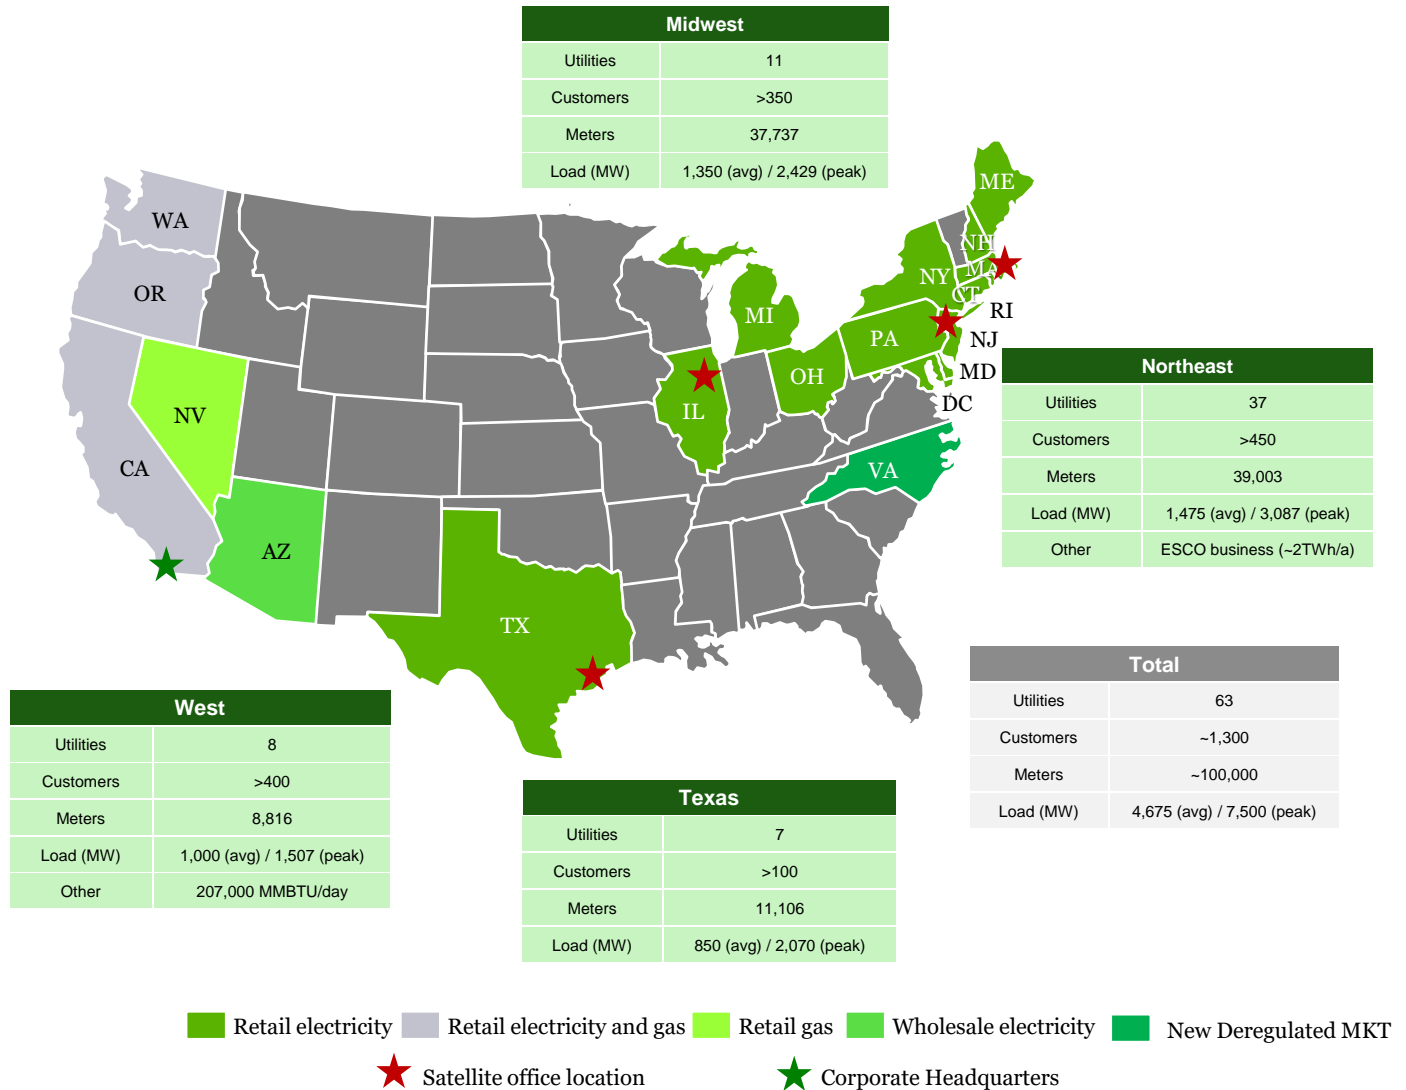 Midwest
Utilities 11
Customers >350
Meters 37,737
Load (MW) 1,350 (avg) / 2,429 (peak)
ME
WA
NH
MA
NY
OR
CT
RI
MI
NJ
PA
MD
OH
DC
IL
NV
CA
VA
AZ
TX
Northeast
Utilities 37
Customers >450
Meters 39,003
Load (MW) 1,475 (avg) / 3,087 (peak)
Other ESCO business (~2TWh/a)
Total
Utilities 63
Customers ~1,300
Meters ~100,000
Load (MW) 4,675 (avg) / 7,500 (peak)
West
Utilities 8
Customers >400
Meters 8,816
Load (MW) 1,000 (avg) / 1,507 (peak)
Other 207,000 MMBTU/day
Texas
Utilities 7
Customers >100
Meters 11,106
Load (MW) 850 (avg) / 2,070 (peak)
Retail electricity Retail electricity and gas Retail gas Wholesale electricity New Deregulated MKT
Satellite office location Corporate Headquarters